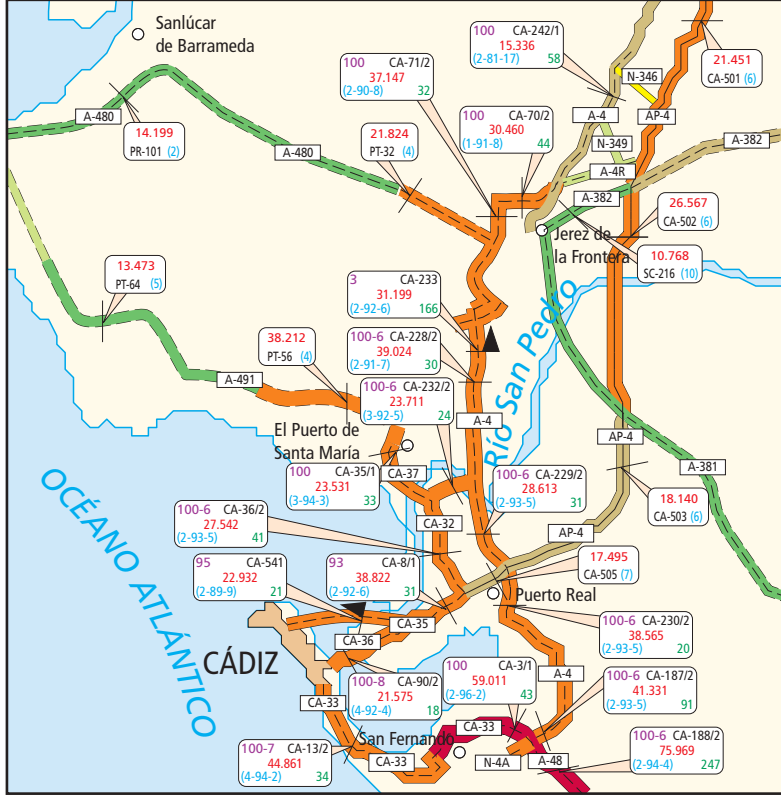 Sanlúcar
de Barrameda
100 CA-71/2
37.147
(2-90-8) 32
100 CA-242/1
15.336
(2-81-17) 58
21.451
CA-501 (6)
N-346
A-480
14.199
PR-101 (2)
A-480
21.824
PT-32 (4)
100 CA-70/2
30.460
(1-91-8) 44
A-4
AP-4
N-349
A-382
A-4R
A-382
26.567
CA-502 (6)
Jerez de
la Frontera
10.768
SC-216 (10)
13.473
PT-64 (5)
3 CA-233
31.199
(2-92-6) 166
Río San Pedro
38.212
PT-56 (4)
100-6 CA-228/2
39.024
(2-91-7) 30
A-491
100-6 CA-232/2
23.711
(3-92-5) 24
A-4
El Puerto de
Santa María
AP-4
100 CA-35/1
23.531
(3-94-3) 33
CA-37
100-6 CA-229/2
28.613
(2-93-5) 31
A-381
18.140
CA-503 (6)
OCÉANO ATLÁNTICO
100-6 CA-36/2
27.542
(2-93-5) 41
CA-32
AP-4
95 CA-541
22.932
(2-89-9) 21
93 CA-8/1
38.822
(2-92-6) 31
17.495
CA-505 (7)
Puerto Real
CA-35
CA-36
100-6 CA-230/2
38.565
(2-93-5) 20
CÁDIZ
100-8 CA-90/2
21.575
(4-92-4) 18
100 CA-3/1
59.011
(2-96-2) 43
A-4
100-6 CA-187/2
41.331
(2-93-5) 91
CA-33
CA-33
San Fernando
100-7 CA-13/2
44.861
(4-94-2) 34
CA-33
N-4A
A-48
100-6 CA-188/2
75.969
(2-94-4) 247